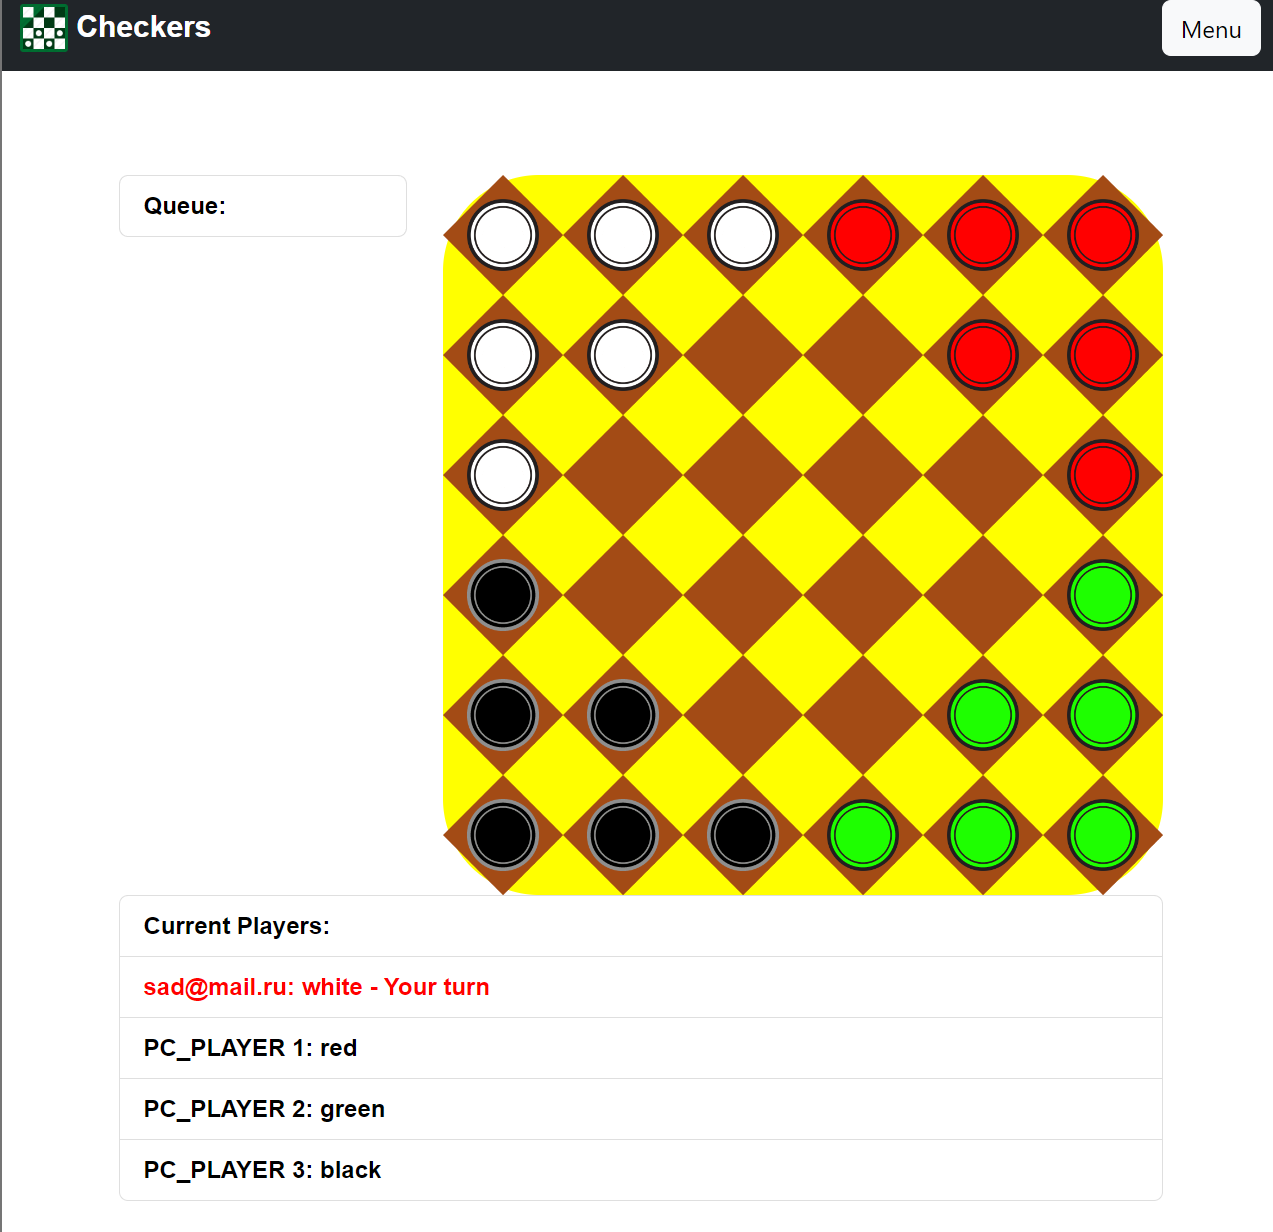 Checkers
Menu
Queue:
Current Players:
sad@mail.ru: white - Your turn
PC_PLAYER 1: red
PC_PLAYER 2: green
PC_PLAYER 3: black